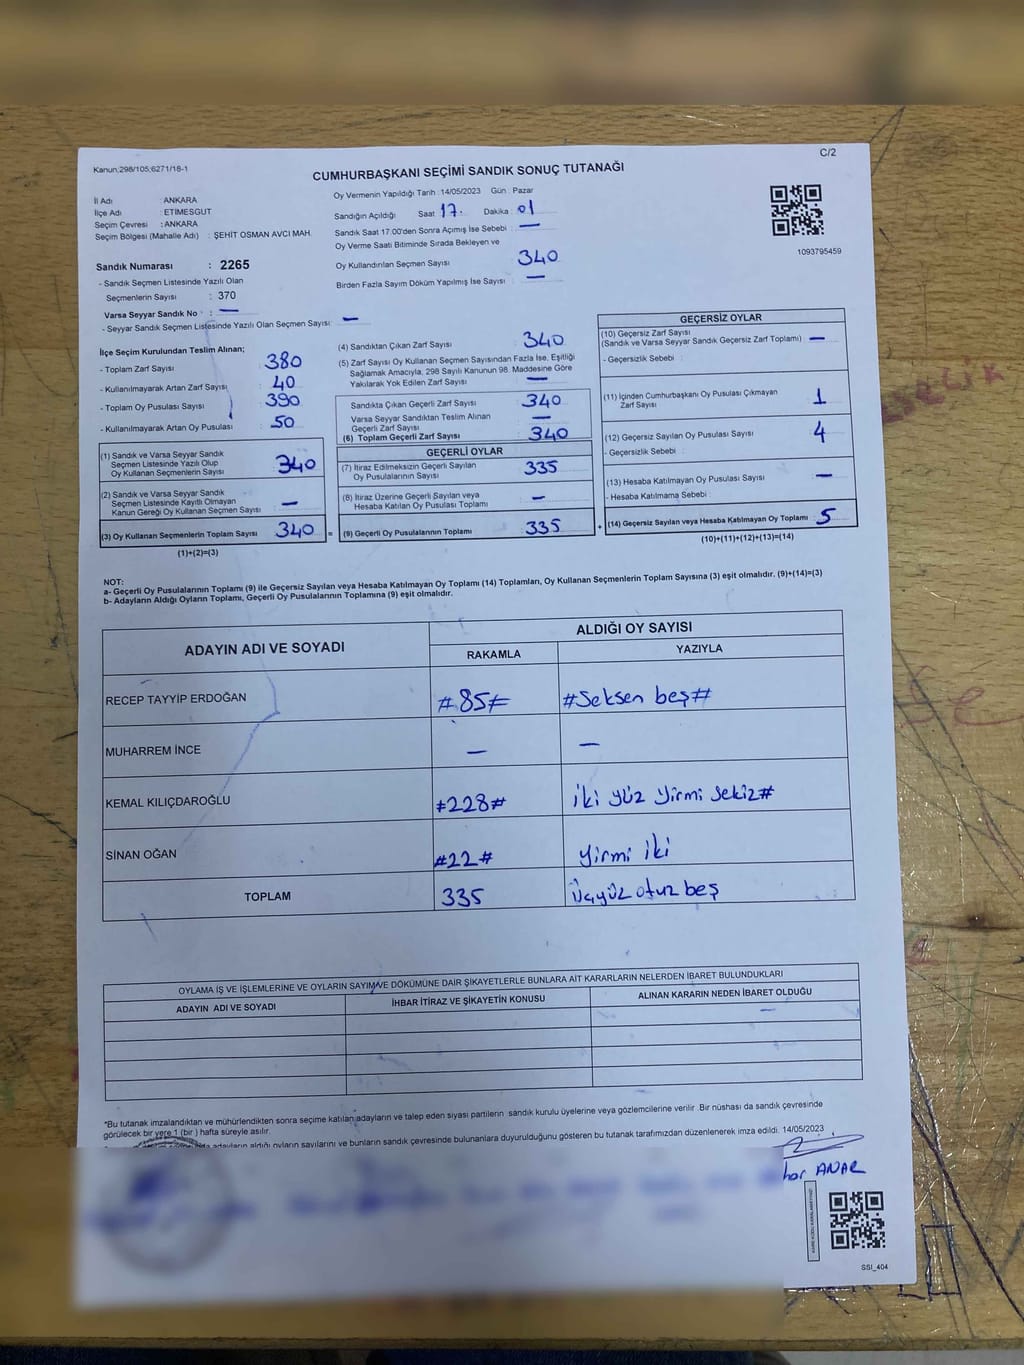 Kanun;298/105;6271/18-1
C/2
CUMHURBAŞKANI SEÇİMİ SANDIK SONUÇ TUTANAĞI
İl Adı : ANKARA
İlçe Adı : ETİMESGUT
Seçim Çevresi : ANKARA
Seçim Bölgesi (Mahalle Adı) : ŞEHİT OSMAN AVCI MAH.
Oy Vermenin Yapıldığı Tarih : 14/05/2023 Gün : Pazar
Sandığın Açıldığı Saat 17. Dakika : 01
Sandık Saat 17.00'den Sonra Açımış İse Sebebi : —
Oy Verme Saati Bitiminde Sırada Bekleyen ve
Oy Kullandırılan Seçmen Sayısı 340
Birden Fazla Sayım Döküm Yapılmış İse Sayısı : —
1093795459
Sandık Numarası : 2265
- Sandık Seçmen Listesinde Yazılı Olan
Seçmenlerin Sayısı : 370
Varsa Seyyar Sandık No : —
- Seyyar Sandık Seçmen Listesinde Yazılı Olan Seçmen Sayısı: —
İlçe Seçim Kurulundan Teslim Alınan;
- Toplam Zarf Sayısı 380
- Kullanılmayarak Artan Zarf Sayısı 40
- Toplam Oy Pusulası Sayısı 390
- Kullanılmayarak Artan Oy Pusulası 50
(1) Sandık ve Varsa Seyyar Sandık
Seçmen Listesinde Yazılı Olup
Oy Kullanan Seçmenlerin Sayısı 340
(2) Sandık ve Varsa Seyyar Sandık
Seçmen Listesinde Kayıtlı Olmayan
Kanun Gereği Oy Kullanan Seçmen Sayısı : —
(3) Oy Kullanan Seçmenlerin Toplam Sayısı 340 =
(1)+(2)=(3)
(4) Sandıktan Çıkan Zarf Sayısı 340
(5) Zarf Sayısı Oy Kullanan Seçmen Sayısından Fazla İse, Eşitliği
Sağlamak Amacıyla, 298 Sayılı Kanunun 98. Maddesine Göre
Yakılarak Yok Edilen Zarf Sayısı —
Sandıkta Çıkan Geçerli Zarf Sayısı 340
Varsa Seyyar Sandıktan Teslim Alınan
Geçerli Zarf Sayısı —
(6) Toplam Geçerli Zarf Sayısı 340
GEÇERLİ OYLAR
(7) İtiraz Edilmeksizin Geçerli Sayılan
Oy Pusulalarının Sayısı 335
(8) İtiraz Üzerine Geçerli Sayılan veya
Hesaba Katılan Oy Pusulası Toplamı —
(9) Geçerli Oy Pusulalarının Toplamı 335 +
GEÇERSİZ OYLAR
(10) Geçersiz Zarf Sayısı
(Sandık ve Varsa Seyyar Sandık Geçersiz Zarf Toplamı) —
- Geçersizlik Sebebi :
(11) İçinden Cumhurbaşkanı Oy Pusulası Çıkmayan
Zarf Sayısı 1
(12) Geçersiz Sayılan Oy Pusulası Sayısı 4
- Geçersizlik Sebebi :
(13) Hesaba Katılmayan Oy Pusulası Sayısı —
- Hesaba Katılmama Sebebi :
(14) Geçersiz Sayılan veya Hesaba Katılmayan Oy Toplamı 5
(10)+(11)+(12)+(13)=(14)
NOT:
a- Geçerli Oy Pusulalarının Toplamı (9) ile Geçersiz Sayılan veya Hesaba Katılmayan Oy Toplamı (14) Toplamları, Oy Kullanan Seçmenlerin Toplam Sayısına (3) eşit olmalıdır. (9)+(14)=(3)
b- Adayların Aldığı Oyların Toplamı, Geçerli Oy Pusulalarının Toplamına (9) eşit olmalıdır.
ADAYIN ADI VE SOYADI
ALDIĞI OY SAYISI
RAKAMLA YAZIYLA
RECEP TAYYİP ERDOĞAN #85# #Seksen beş#
MUHARREM İNCE — —
KEMAL KILIÇDAROĞLU #228# iki yüz yirmi sekiz#
SİNAN OĞAN #22# yirmi iki
TOPLAM 335 Üçyüz otuz beş
OYLAMA İŞ VE İŞLEMLERİNE VE OYLARIN SAYIM VE DÖKÜMÜNE DAİR ŞİKAYETLERLE BUNLARA AİT KARARLARIN NELERDEN İBARET BULUNDUKLARI
ADAYIN ADI VE SOYADI İHBAR İTİRAZ VE ŞİKAYETİN KONUSU ALINAN KARARIN NEDEN İBARET OLDUĞU
—
*Bu tutanak imzalandıktan ve mühürlendikten sonra seçime katılan adayların ve talep eden siyasi partilerin sandık kurulu üyelerine veya gözlemcilerine verilir .Bir nüshası da sandık çevresinde
görülecek bir yere 1 (bir ) hafta süreyle asılır.
adayların aldığı oyların sayılarını ve bunların sandık çevresinde bulunanlara duyurulduğunu gösteren bu tutanak tarafımızdan düzenlenerek imza edildi. 14/05/2023
ANAR
SSI_404